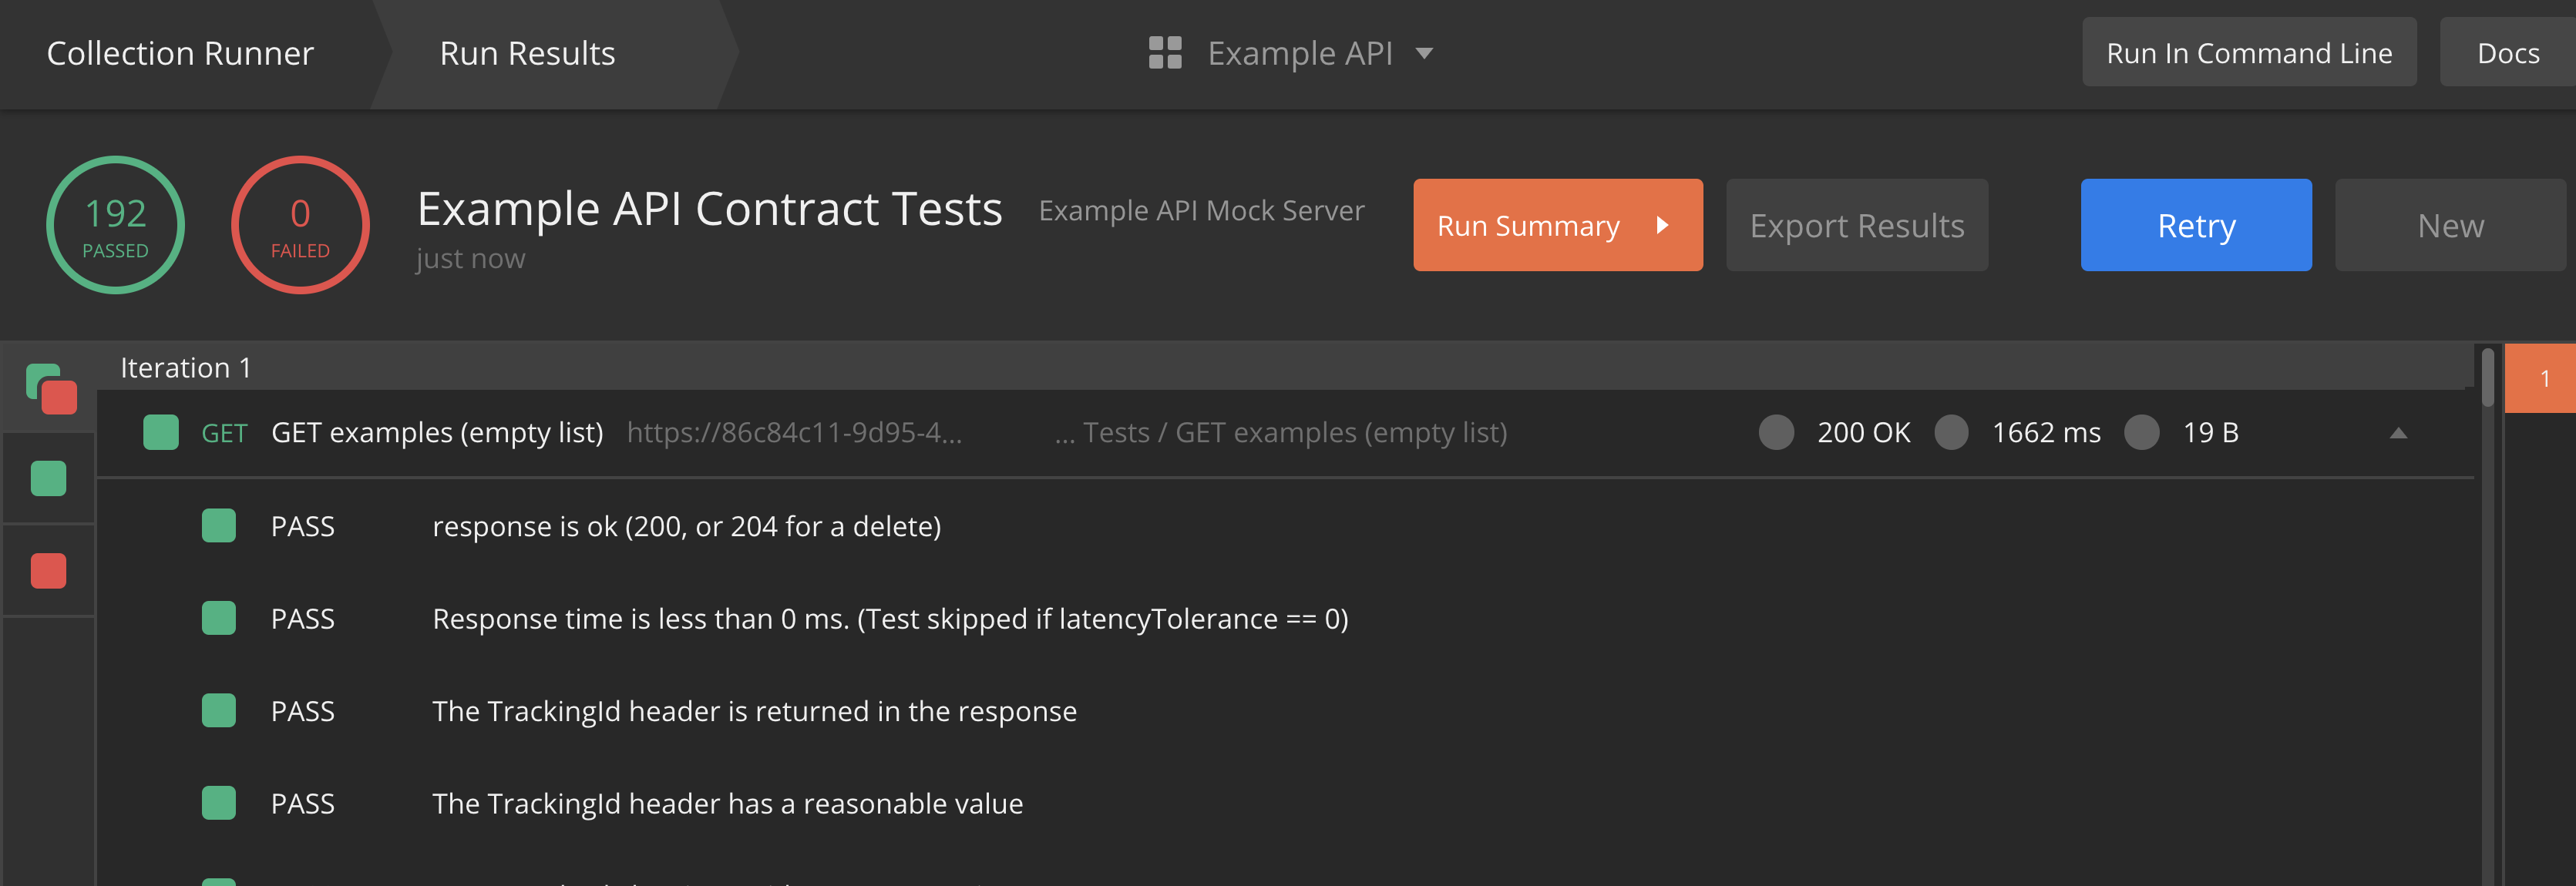 Collection Runner
Run Results
Example API
Run In Command Line
Docs
192
PASSED
0
FAILED
Example API Contract Tests
Example API Mock Server
just now
Run Summary
Export Results
Retry
New
Iteration 1
1
GET GET examples (empty list) https://86c84c11-9d95-4... ... Tests / GET examples (empty list) 200 OK 1662 ms 19 B
PASS response is ok (200, or 204 for a delete)
PASS Response time is less than 0 ms. (Test skipped if latencyTolerance == 0)
PASS The TrackingId header is returned in the response
PASS The TrackingId header has a reasonable value